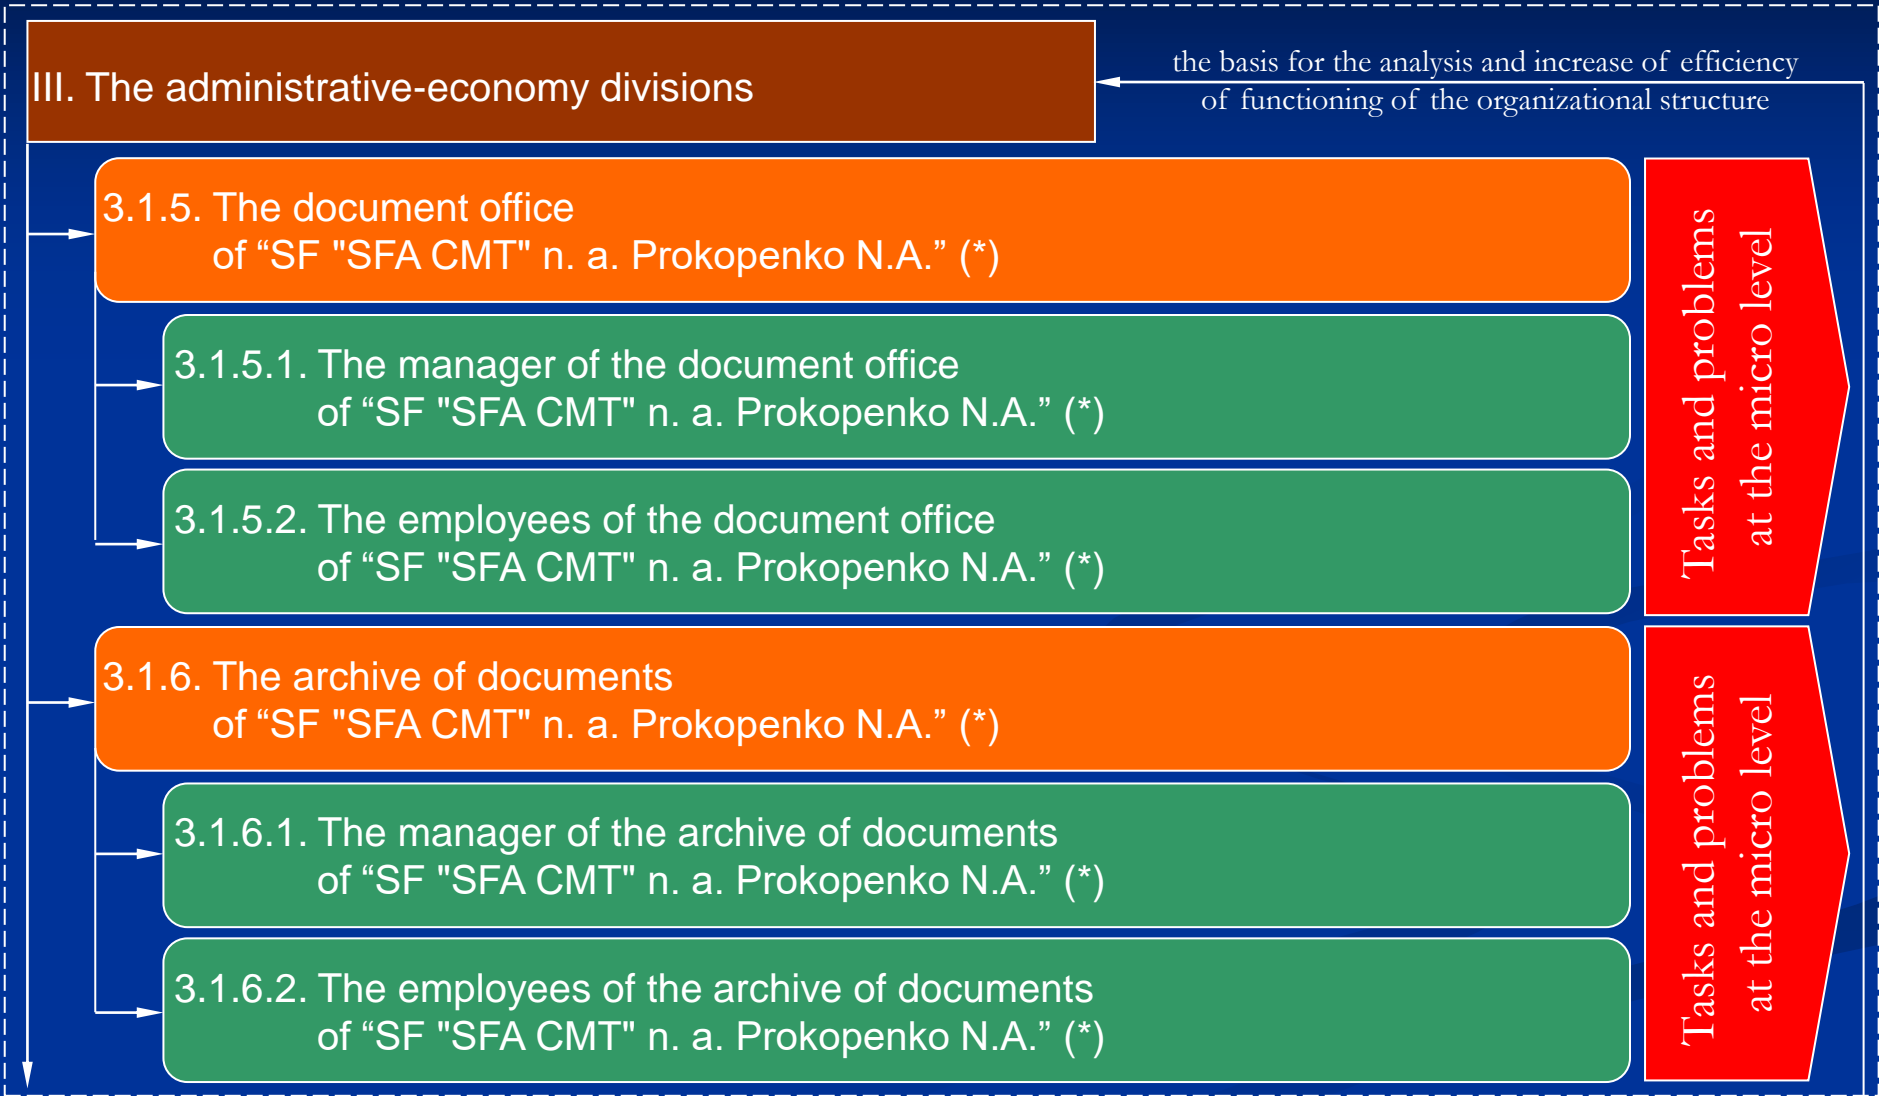 III. The administrative-economy divisions
the basis for the analysis and increase of efficiency
of functioning of the organizational structure
3.1.5. The document office
of “SF "SFA CMT" n. a. Prokopenko N.A.” (*)
3.1.5.1. The manager of the document office
of “SF "SFA CMT" n. a. Prokopenko N.A.” (*)
3.1.5.2. The employees of the document office
of “SF "SFA CMT" n. a. Prokopenko N.A.” (*)
Tasks and problems
at the micro level
3.1.6. The archive of documents
of “SF "SFA CMT" n. a. Prokopenko N.A.” (*)
3.1.6.1. The manager of the archive of documents
of “SF "SFA CMT" n. a. Prokopenko N.A.” (*)
3.1.6.2. The employees of the archive of documents
of “SF "SFA CMT" n. a. Prokopenko N.A.” (*)
Tasks and problems
at the micro level